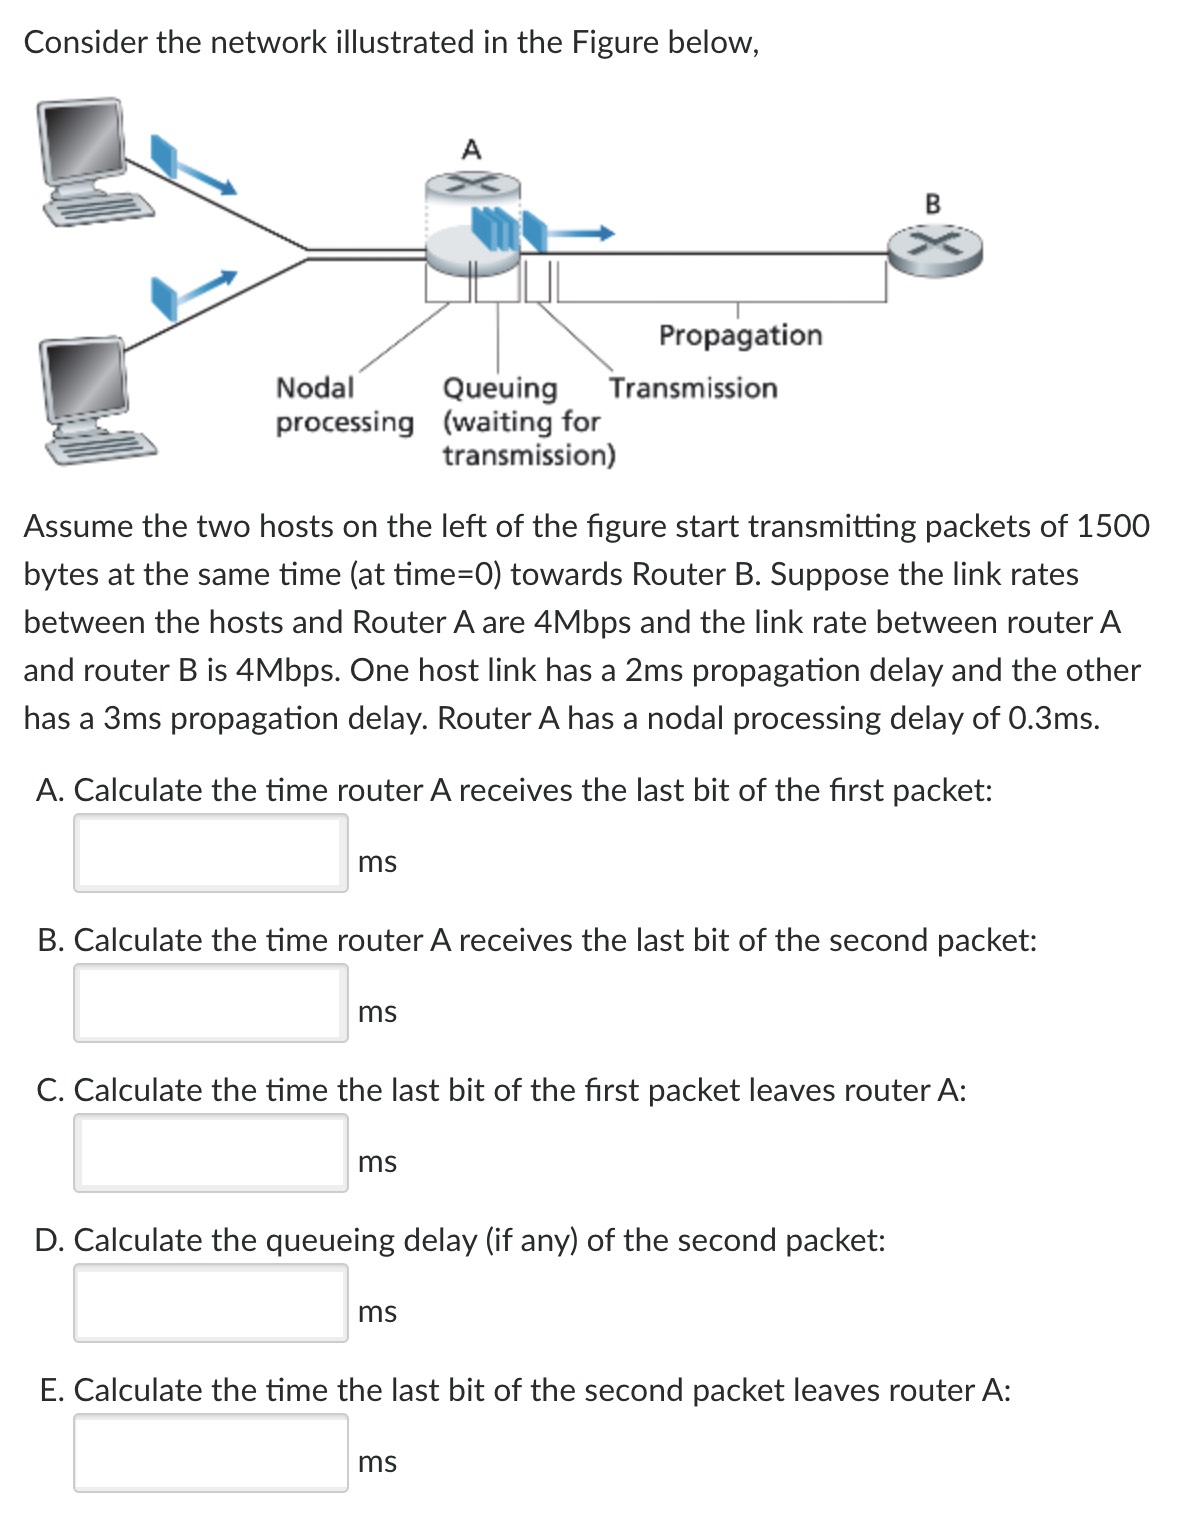 Consider the network illustrated in the Figure below,
A
B
Propagation
Nodal processing
Queuing (waiting for transmission)
Transmission
Assume the two hosts on the left of the figure start transmitting packets of 1500
bytes at the same time (at time=0) towards Router B. Suppose the link rates
between the hosts and Router A are 4Mbps and the link rate between router A
and router B is 4Mbps. One host link has a 2ms propagation delay and the other
has a 3ms propagation delay. Router A has a nodal processing delay of 0.3ms.
A. Calculate the time router A receives the last bit of the first packet:
ms
B. Calculate the time router A receives the last bit of the second packet:
ms
C. Calculate the time the last bit of the first packet leaves router A:
ms
D. Calculate the queueing delay (if any) of the second packet:
ms
E. Calculate the time the last bit of the second packet leaves router A:
ms